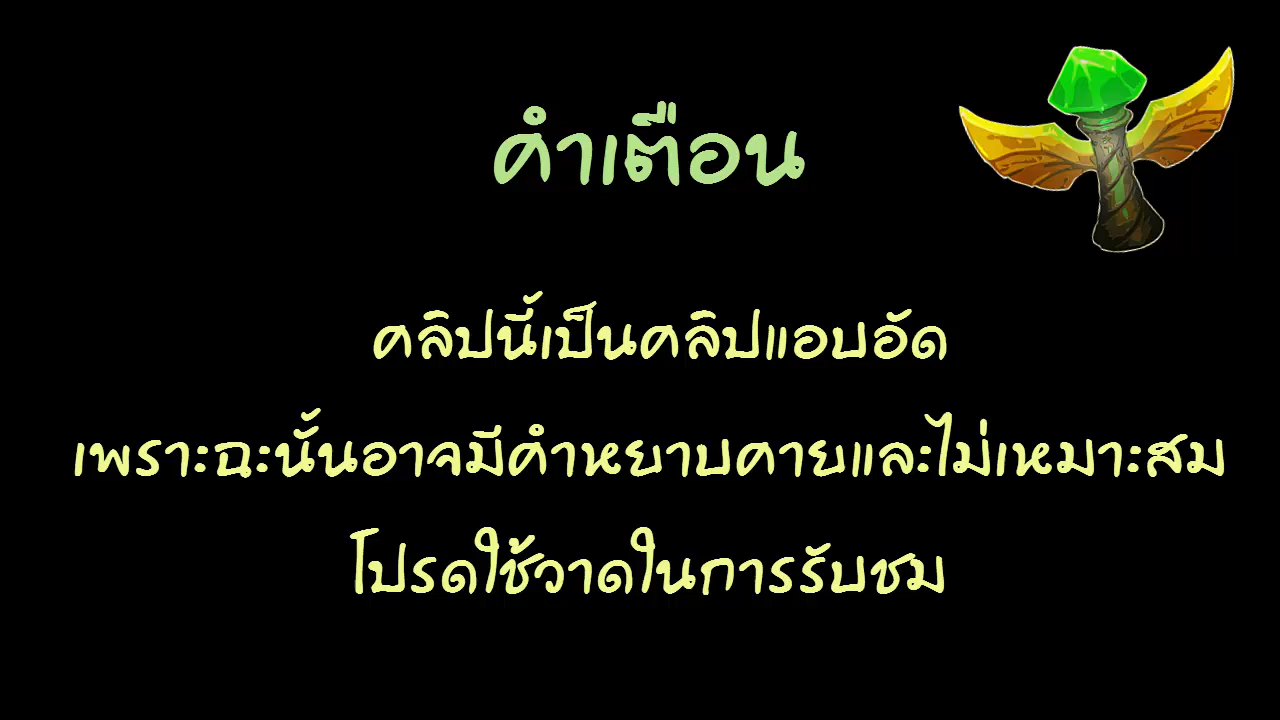 คำเตือน
คลิปนี้เป็นคลิปแอบอัด
เพราะฉะนั้นอาจมีคำหยาบคายและไม่เหมาะสม
โปรดใช้วาดในการรับชม